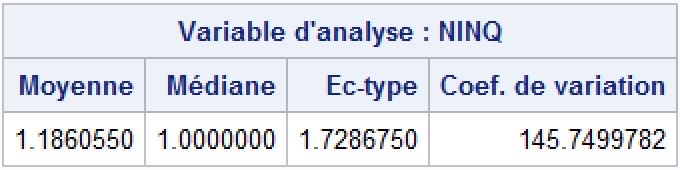 Variable d'analyse : NINQ
Moyenne Médiane Ec-type Coef. de variation
1.1860550 1.0000000 1.7286750 145.7499782